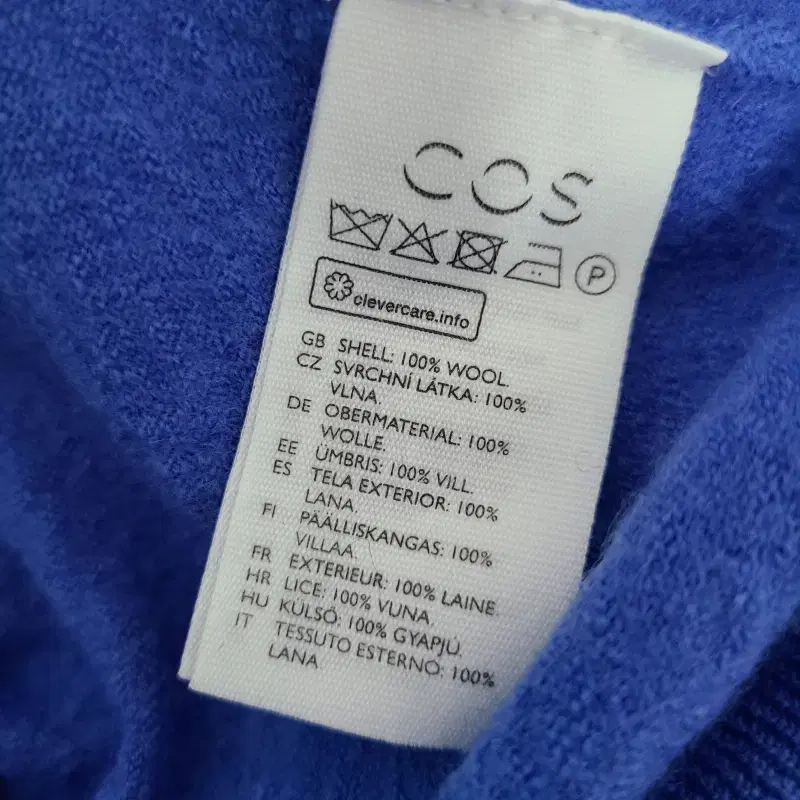 COS
P
clevercare.info
GB SHELL: 100% WOOL.
CZ SVRCHNÍ LÁTKA: 100%
VLNA.
DE OBERMATERIAL: 100%
WOLLE.
EE ÜMBRIS: 100% VILL.
ES TELA EXTERIOR: 100%
LANA.
FI PÄÄLLISKANGAS: 100%
VILLAA.
FR EXTERIEUR: 100% LAINE.
HR LICE: 100% VUNA.
HU KÜLSŐ: 100% GYAPJÚ.
IT TESSUTO ESTERNO: 100%
LANA.